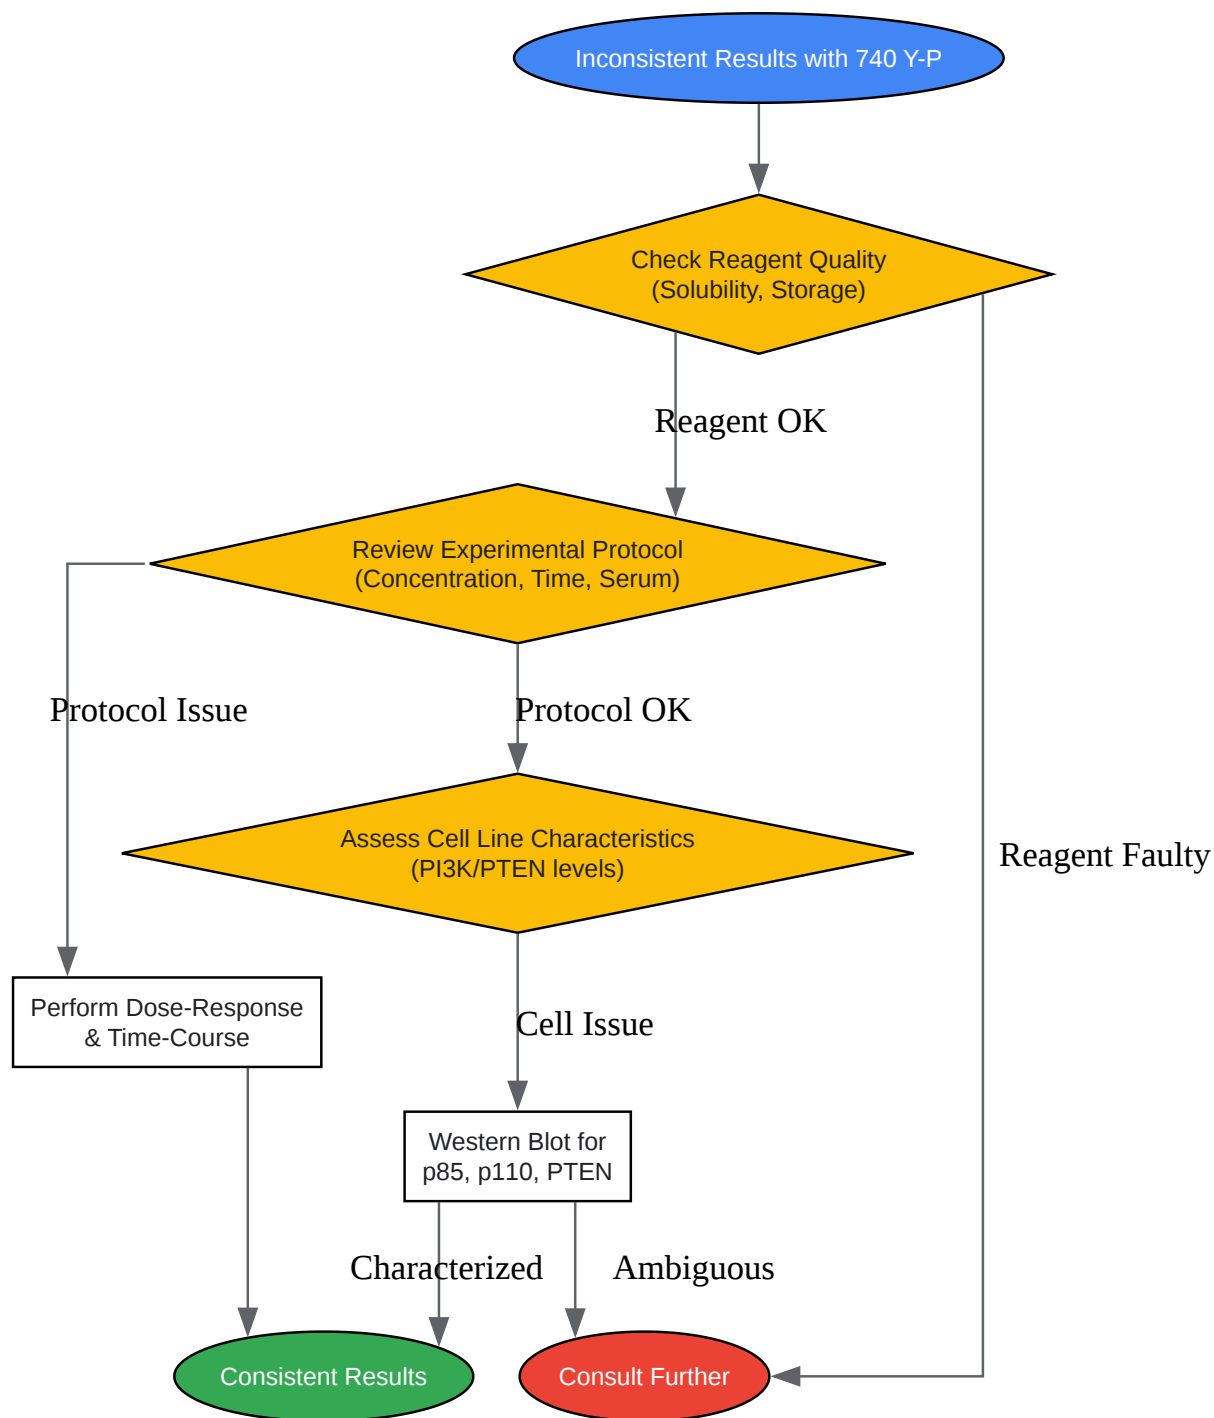 Inconsistent Results with 740 Y-P
Check Reagent Quality
(Solubility, Storage)
Reagent OK
Review Experimental Protocol
(Concentration, Time, Serum)
Protocol Issue
Protocol OK
Assess Cell Line Characteristics
(PI3K/PTEN levels)
Reagent Faulty
Perform Dose-Response
& Time-Course
Cell Issue
Western Blot for
p85, p110, PTEN
Characterized
Ambiguous
Consistent Results
Consult Further